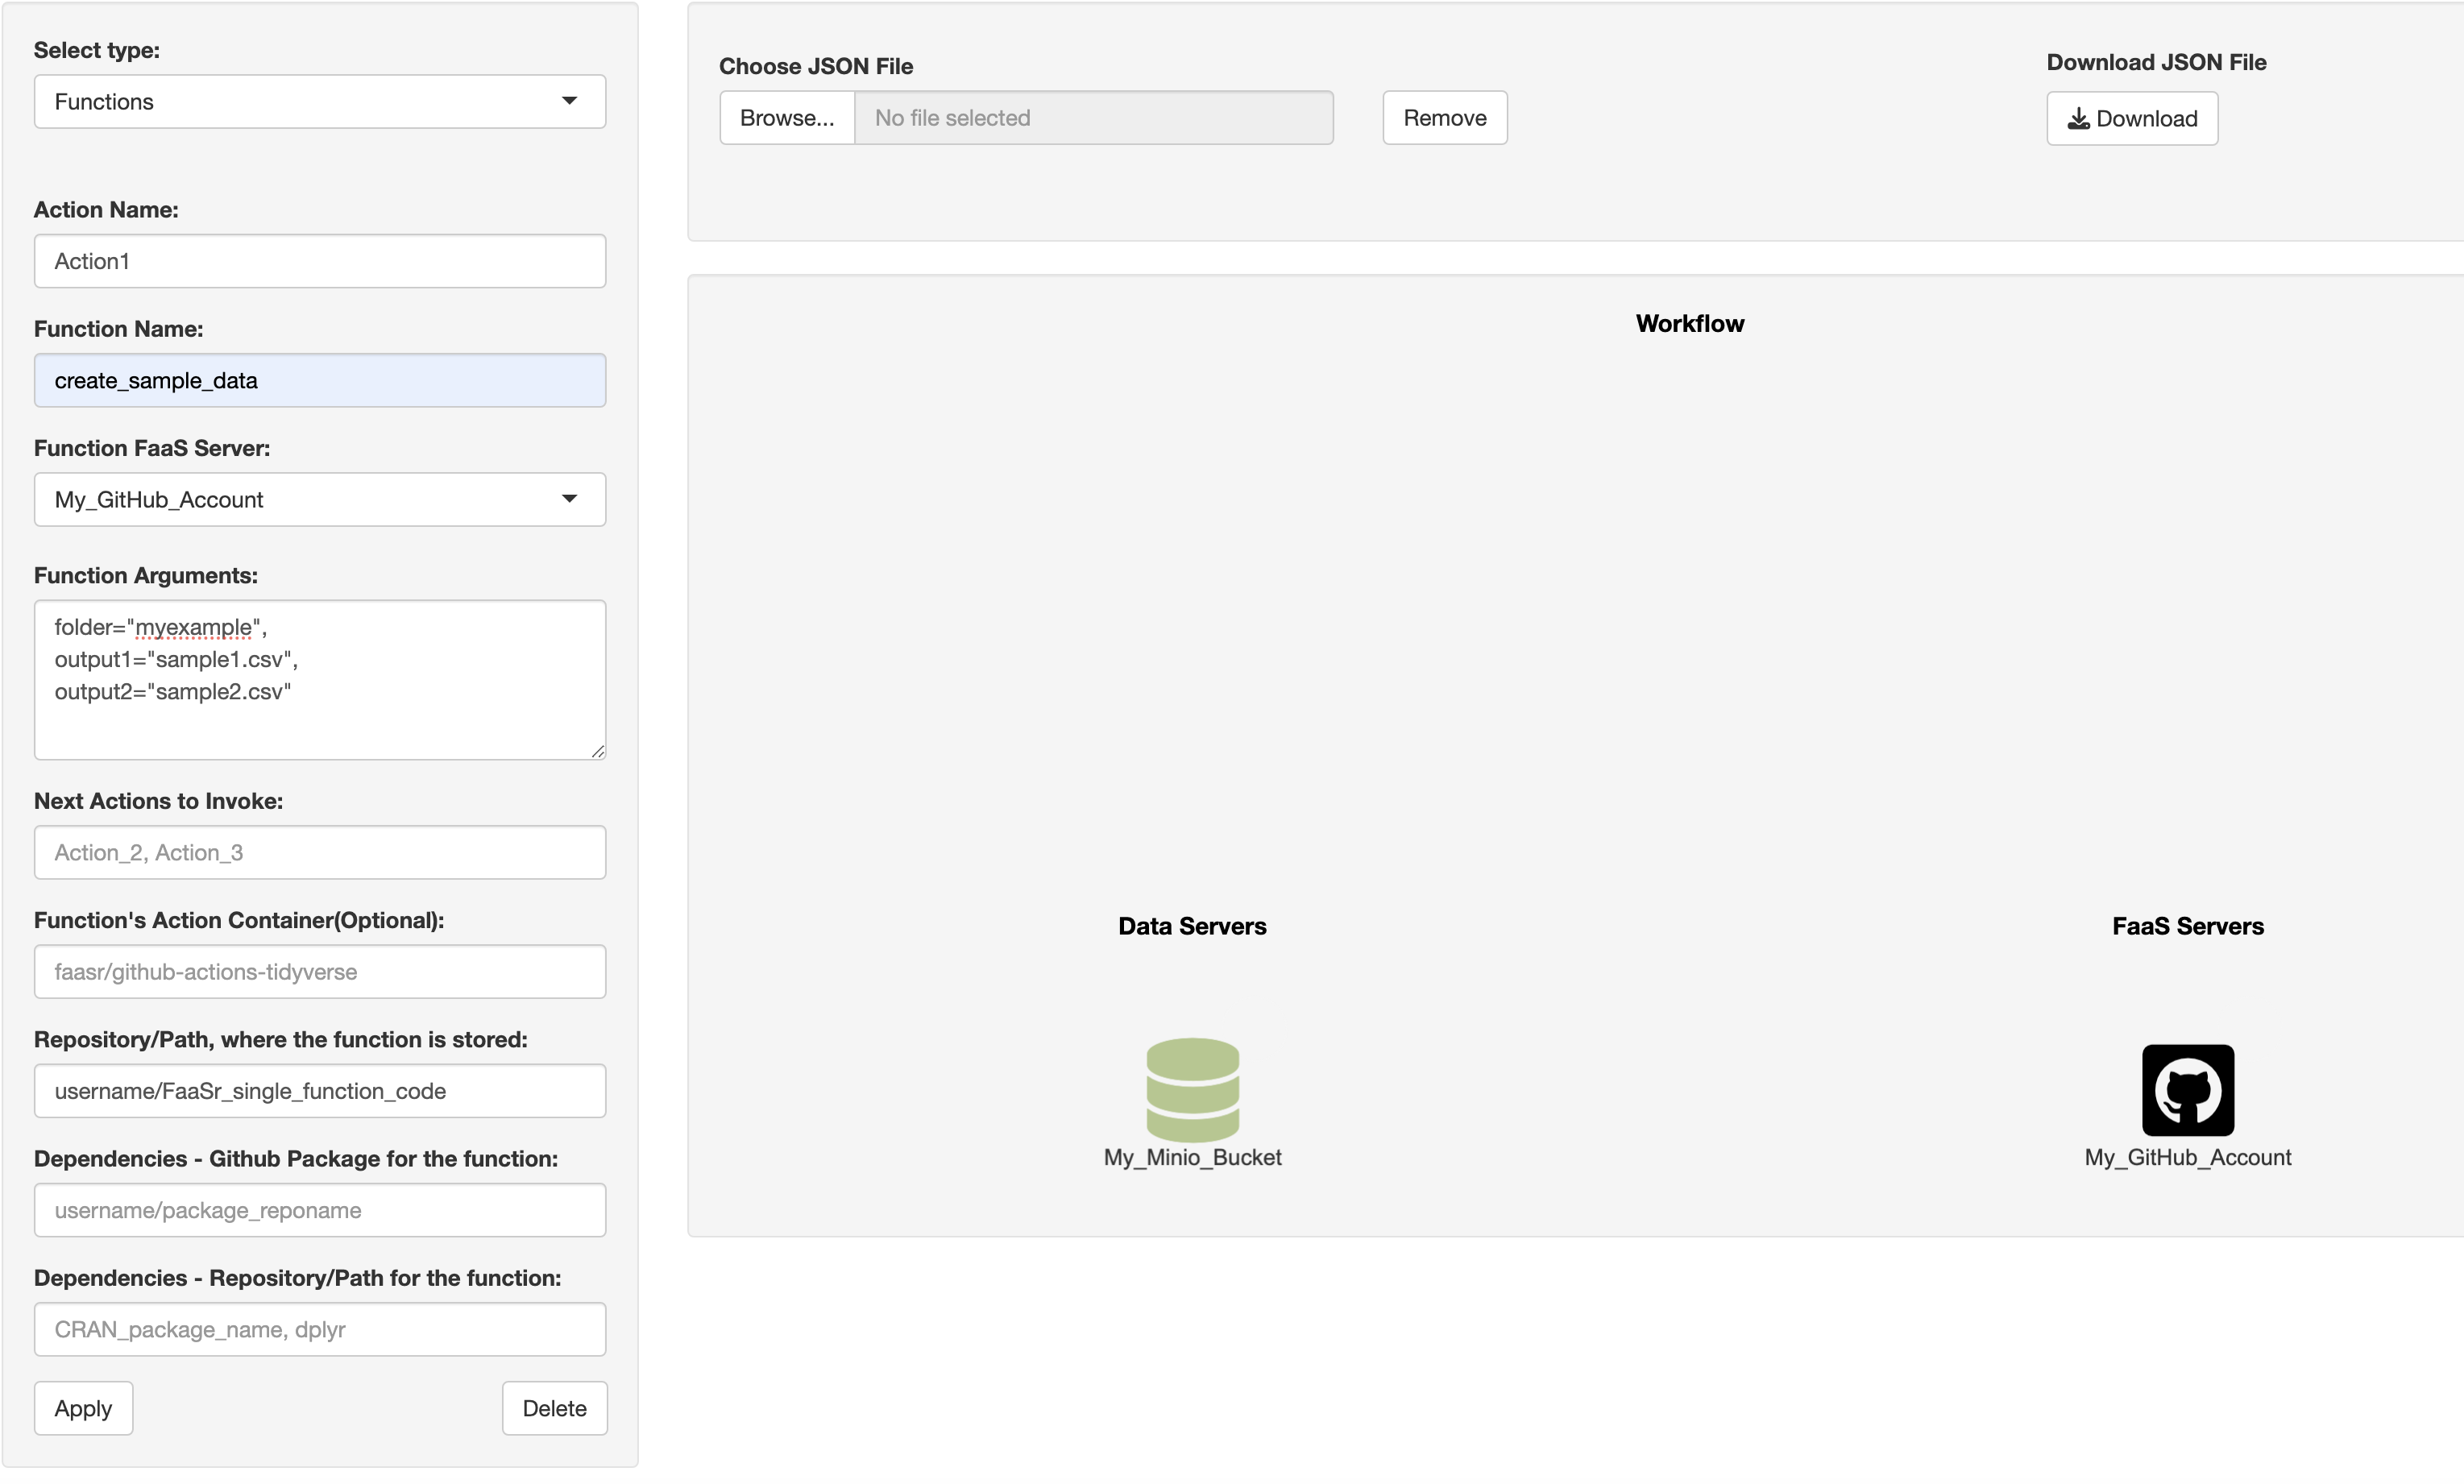 Select type:
Functions
Action Name:
Action1
Function Name:
create_sample_data
Function FaaS Server:
My_GitHub_Account
Function Arguments:
folder="myexample",
output1="sample1.csv",
output2="sample2.csv"
Next Actions to Invoke:
Action_2, Action_3
Function's Action Container(Optional):
faasr/github-actions-tidyverse
Repository/Path, where the function is stored:
username/FaaSr_single_function_code
Dependencies - Github Package for the function:
username/package_reponame
Dependencies - Repository/Path for the function:
CRAN_package_name, dplyr
Apply
Delete
Choose JSON File
Browse...
No file selected
Remove
Download JSON File
Download
Workflow
Data Servers
FaaS Servers
My_Minio_Bucket
My_GitHub_Account